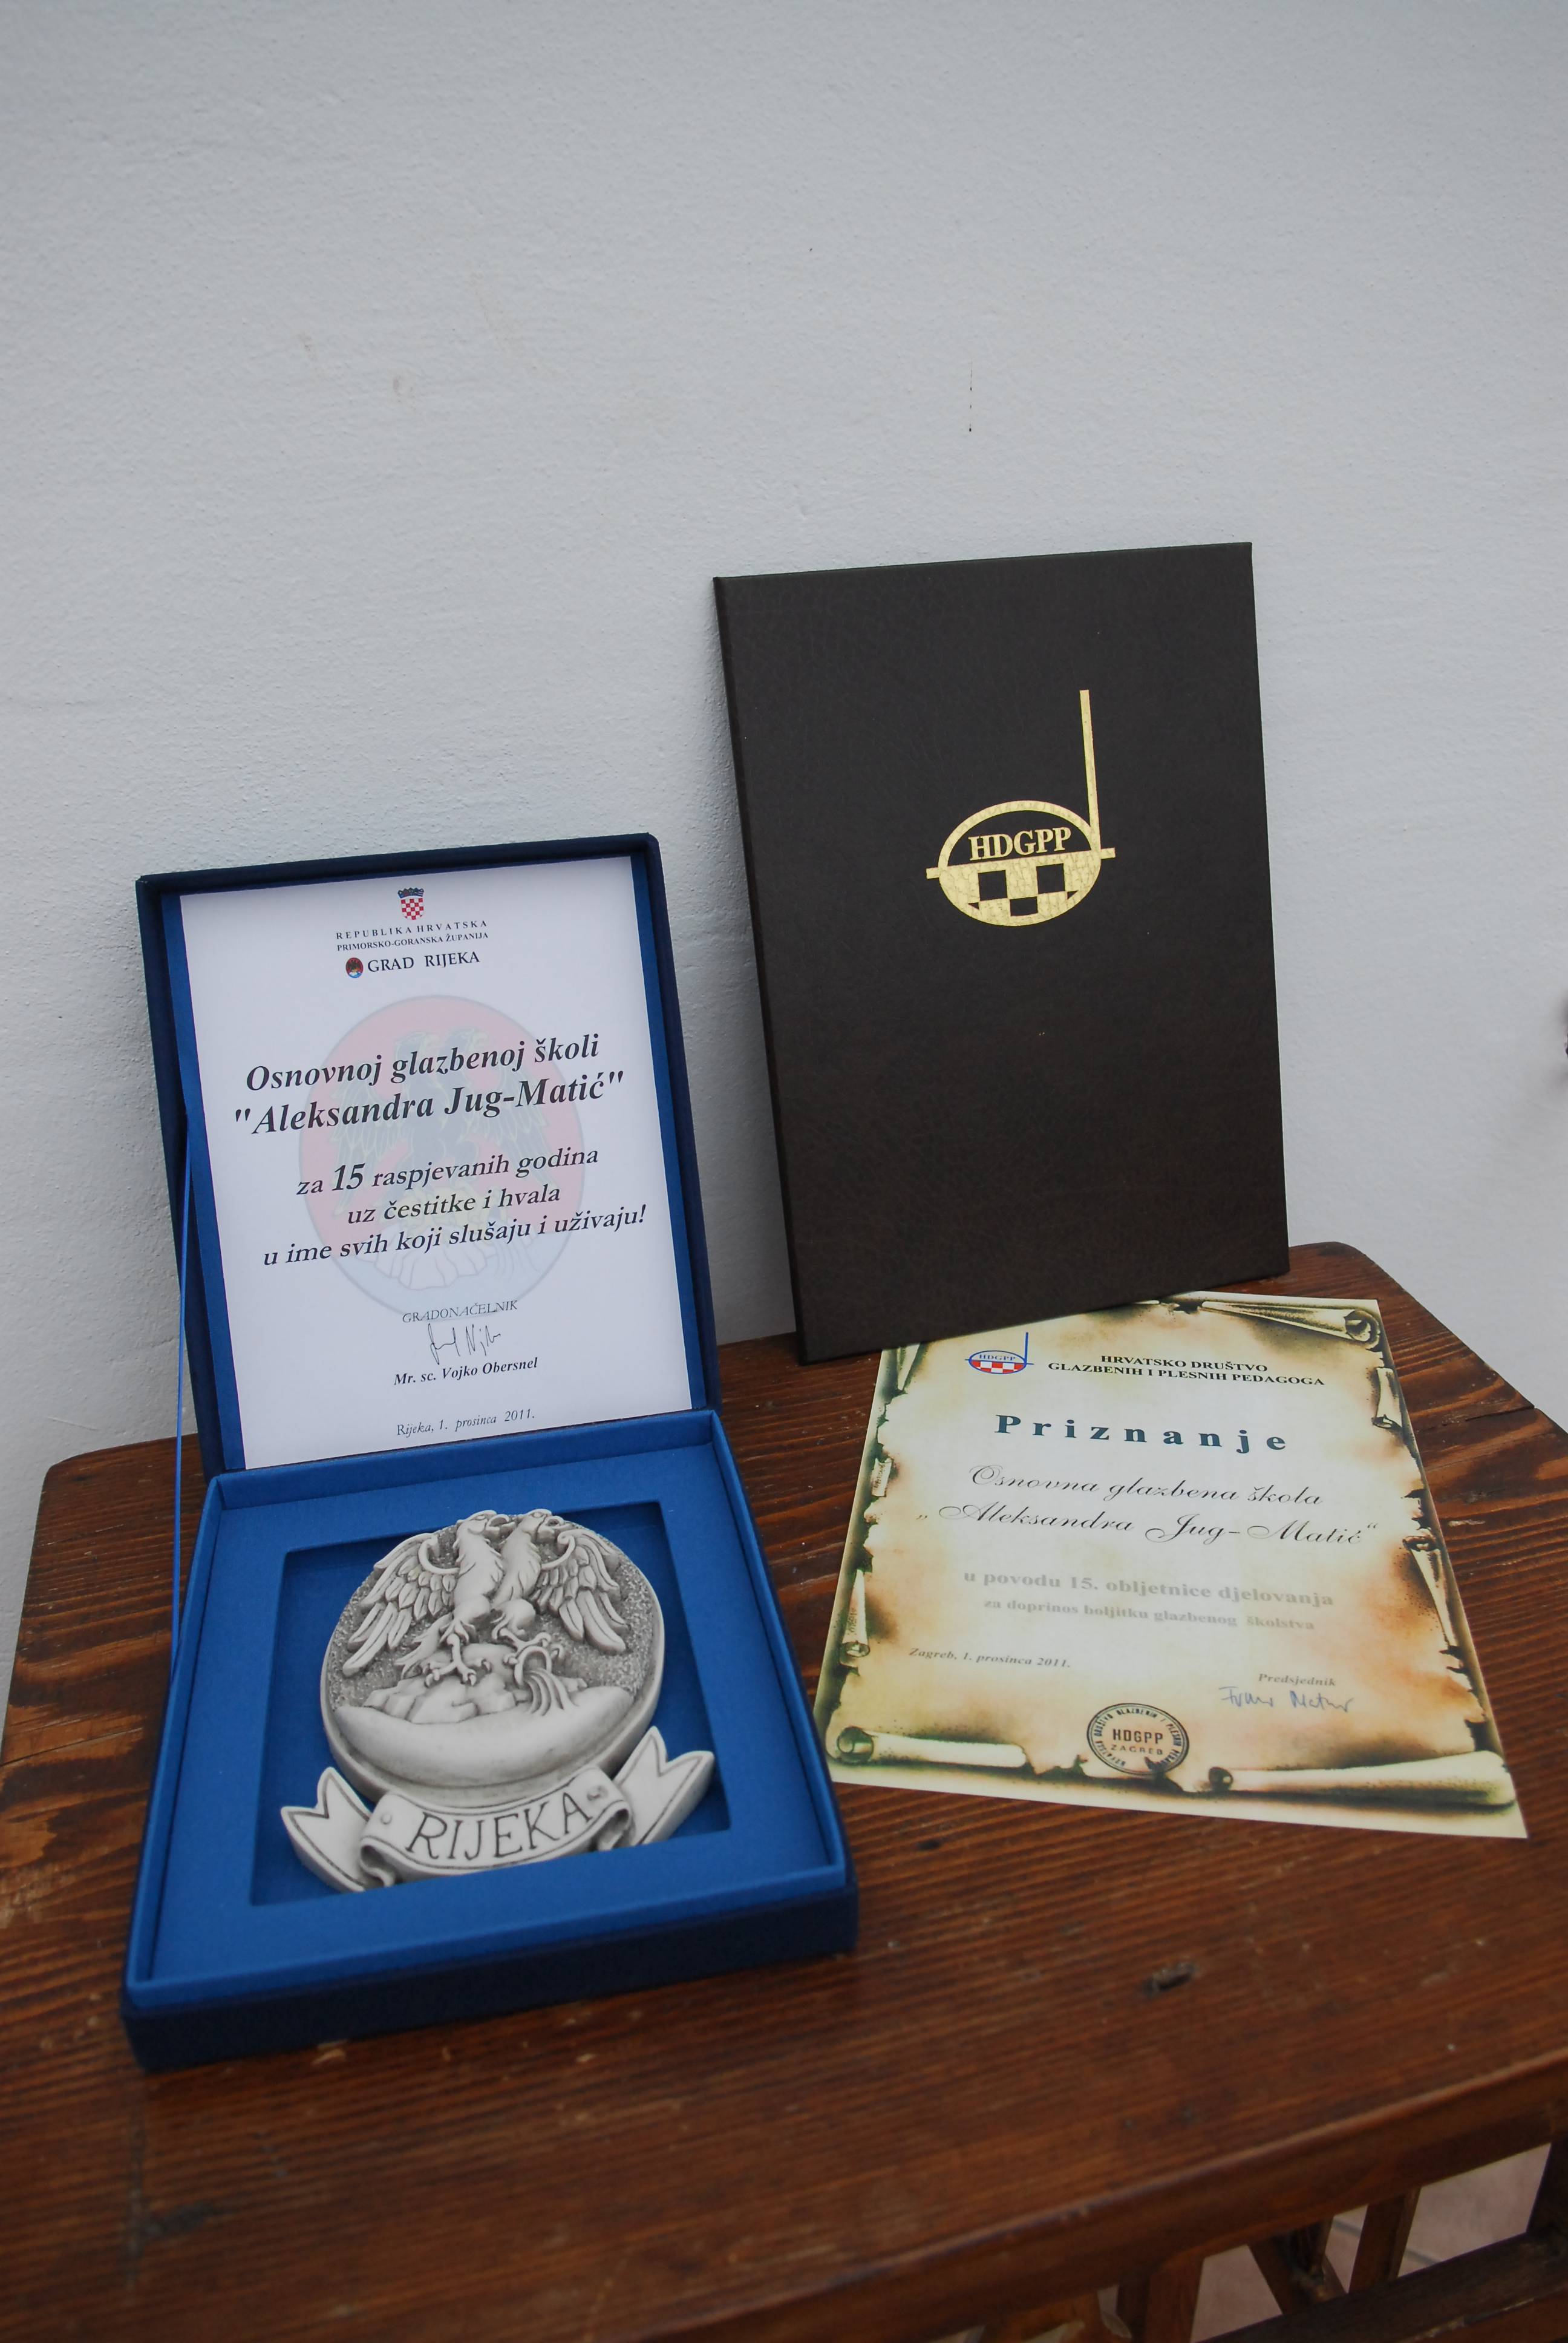 REPUBLIKA HRVATSKA
PRIMORSKO-GORANSKA ŽUPANIJA
GRAD RIJEKA
Osnovnoj glazbenoj školi
"Aleksandra Jug-Matić"
za 15 raspjevanih godina
uz čestitke i hvala
u ime svih koji slušaju i uživaju!
GRADONAČELNIK
Mr. sc. Vojko Obersnel
Rijeka, 1. prosinca 2011.
RIJEKA
HDGPP
HDGPP
HRVATSKO DRUŠTVO
GLAZBENIH I PLESNIH PEDAGOGA
Priznanje
Osnovna glazbena škola
„Aleksandra Jug-Matić“
u povodu 15. obljetnice djelovanja
za doprinos boljitku glazbenog školstva
Zagreb, 1. prosinca 2011.
Predsjednik
HDGPP
ZAGREB